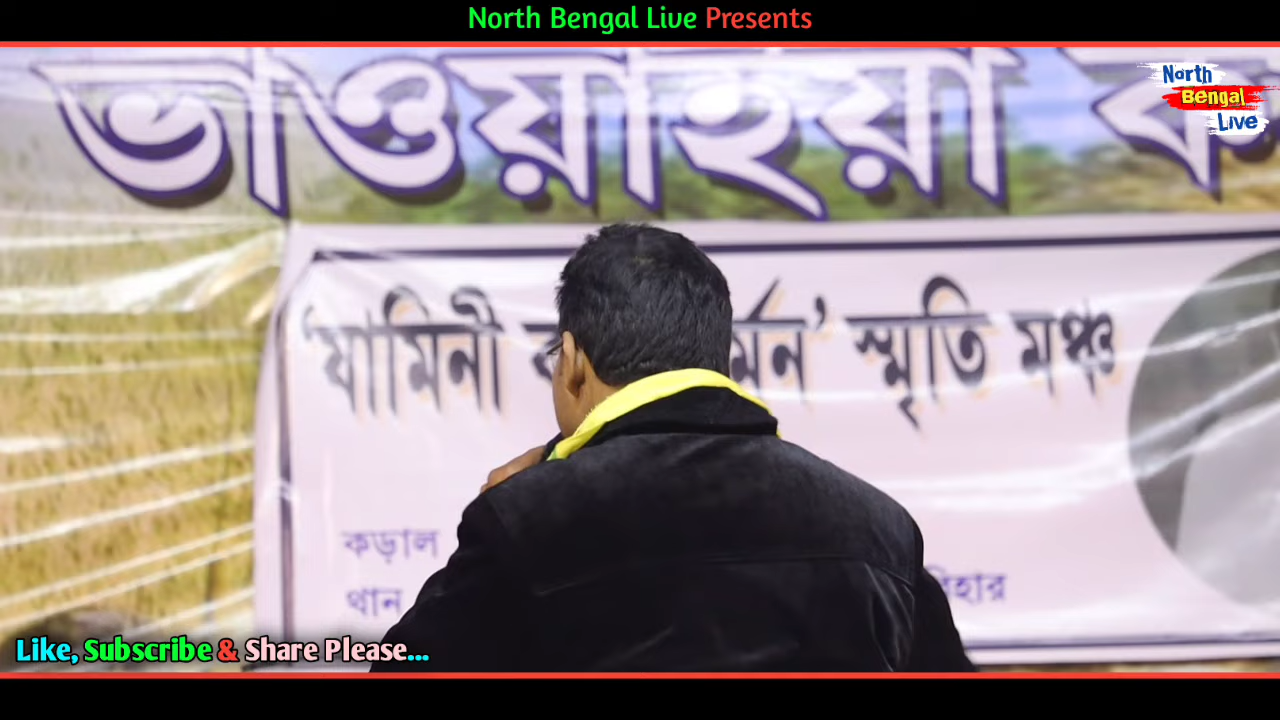 North Bengal Live Presents
ভাওয়াইয়া
North
Bengal
Live
'যামিনী র্মন' স্মৃতি মঞ্চ
কড়াল
থান
Like, Subscribe & Share Please...